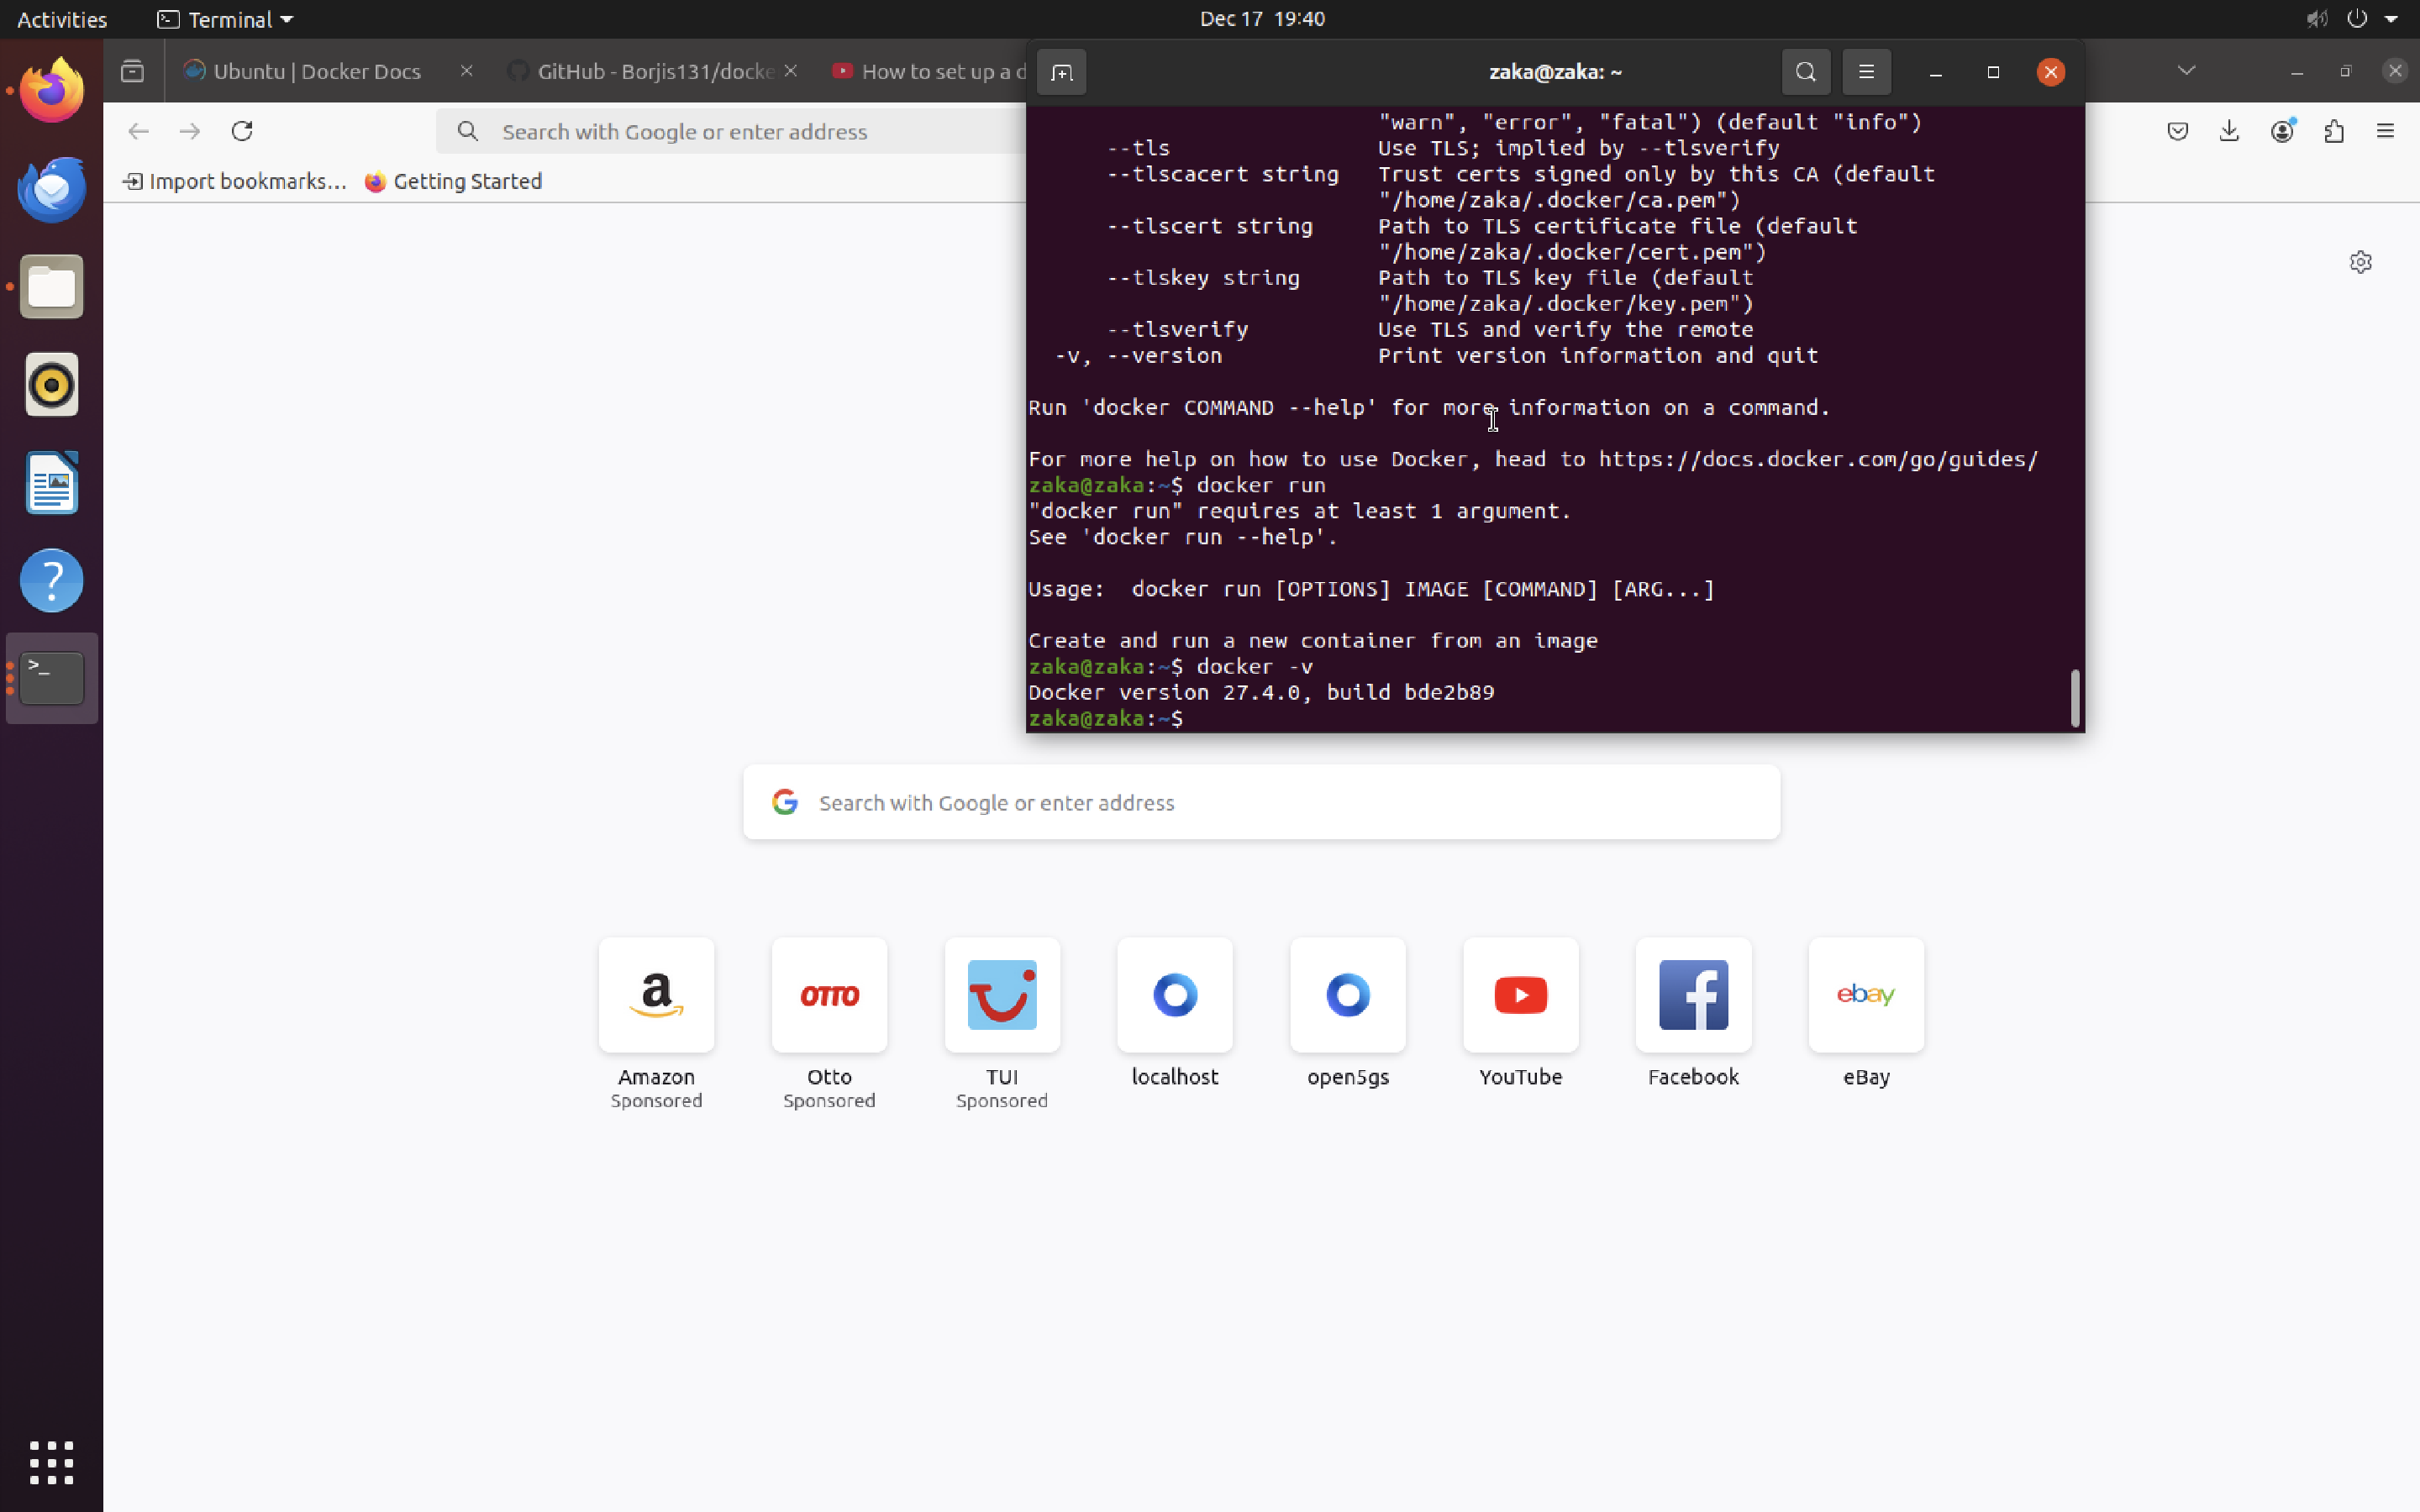 Activities
Terminal
Dec 17 19:40
Ubuntu | Docker Docs
GitHub - Borjis131/docke
How to set up a d
zaka@zaka: ~
Search with Google or enter address
Import bookmarks...
Getting Started
"warn", "error", "fatal") (default "info")
--tls Use TLS; implied by --tlsverify
--tlscacert string Trust certs signed only by this CA (default
"/home/zaka/.docker/ca.pem")
--tlscert string Path to TLS certificate file (default
"/home/zaka/.docker/cert.pem")
--tlskey string Path to TLS key file (default
"/home/zaka/.docker/key.pem")
--tlsverify Use TLS and verify the remote
-v, --version Print version information and quit
Run 'docker COMMAND --help' for more information on a command.
For more help on how to use Docker, head to https://docs.docker.com/go/guides/
zaka@zaka:~$ docker run
"docker run" requires at least 1 argument.
See 'docker run --help'.
Usage: docker run [OPTIONS] IMAGE [COMMAND] [ARG...]
Create and run a new container from an image
zaka@zaka:~$ docker -v
Docker version 27.4.0, build bde2b89
zaka@zaka:~$
Search with Google or enter address
a
OTTO
ebay
Amazon
Sponsored
Otto
Sponsored
TUI
Sponsored
localhost
open5gs
YouTube
Facebook
eBay